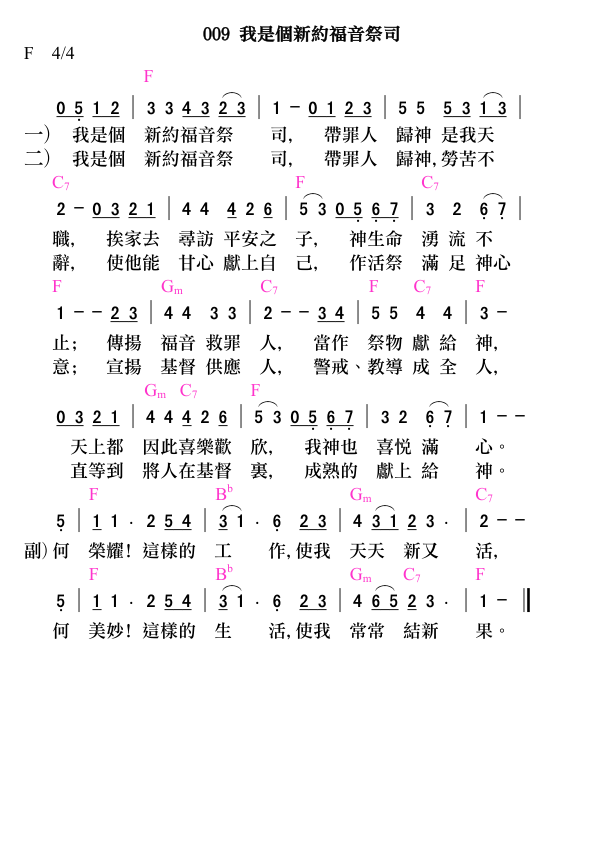 009 我是個新約福音祭司
F 4/4
F
0 5 1 2 | 3 3 4 3 2 3 | 1 - 0 1 2 3 | 5 5 5 3 1 3 |
一） 我是個 新約福音祭 司, 帶罪人 歸神 是我天
二） 我是個 新約福音祭 司, 帶罪人 歸神, 勞苦不
C7 F C7
2 - 0 3 2 1 | 4 4 4 2 6 | 5 3 0 5 6 7 | 3 2 6 7 |
職, 挨家去 尋訪 平安之 子, 神生命 湧 流 不
辭, 使他能 甘心 獻上自 己, 作活祭 滿 足 神心
F Gm C7 F C7 F
1 - - 2 3 | 4 4 3 3 | 2 - - 3 4 | 5 5 4 4 | 3 -
止； 傳揚 福音 救罪 人, 當作 祭物 獻 給 神,
意； 宣揚 基督 供應 人, 警戒、教導 成 全 人,
Gm C7 F
0 3 2 1 | 4 4 4 2 6 | 5 3 0 5 6 7 | 3 2 6 7 | 1 - -
天上都 因此喜樂歡 欣, 我神也 喜悅 滿 心。
直等到 將人在基督 裏, 成熟的 獻上 給 神。
F Bb Gm C7
5 | 1 1 . 2 5 4 | 3 1 . 6 2 3 | 4 3 1 2 3 . | 2 - -
副) 何 榮耀! 這樣的 工 作, 使我 天天 新又 活,
F Bb Gm C7 F
5 | 1 1 . 2 5 4 | 3 1 . 6 2 3 | 4 6 5 2 3 . | 1 - ‖
何 美妙! 這樣的 生 活, 使我 常常 結新 果。